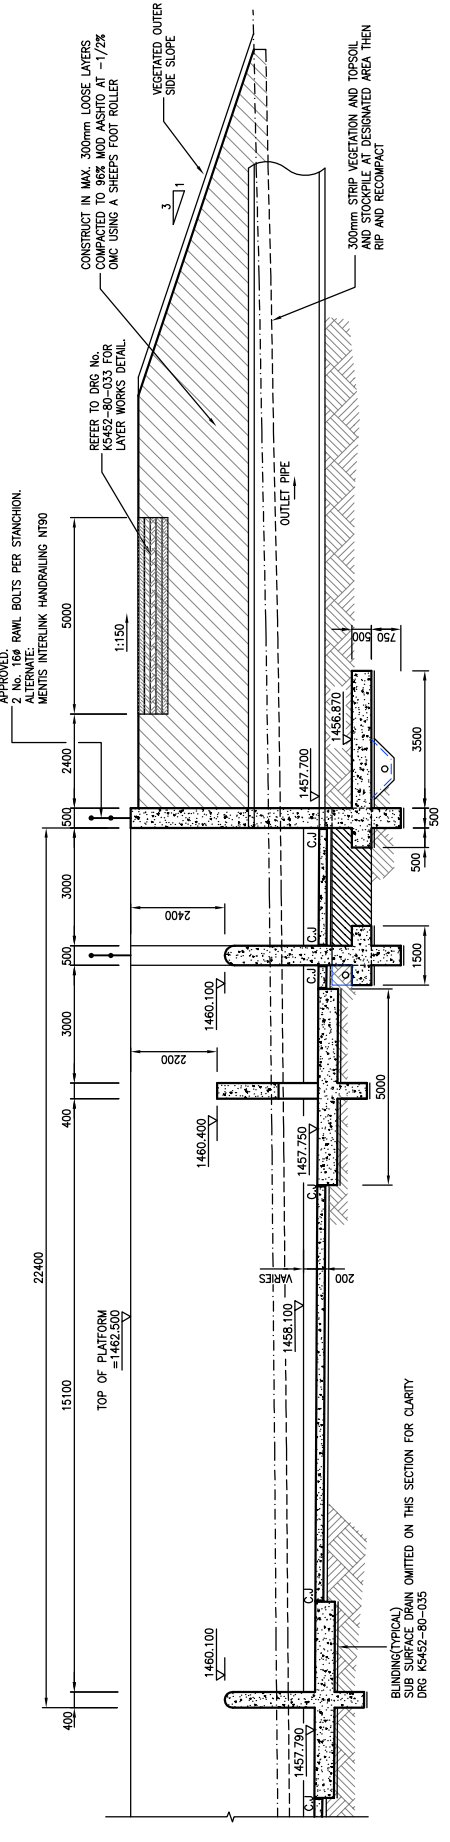 APPROVED.
2 No. 16ø RAWL BOLTS PER STANCHION.
ALTERNATE:
MENTIS INTERLINK HANDRAILING NT90
CONSTRUCT IN MAX. 300mm LOOSE LAYERS
COMPACTED TO 96% MOD AASHTO AT -1/2%
OMC USING A SHEEPS FOOT ROLLER
VEGETATED OUTER
SIDE SLOPE
3
1
REFER TO DRG No.
K5452-80-033 FOR
LAYER WORKS DETAIL.
22400
400
15100
400
3000
500
3000
500
2400
5000
1:150
TOP OF PLATFORM
=1462.500
2200
2400
1460.100
1460.400
1460.100
1457.790
1458.100
1457.750
1457.700
1456.870
VARIES
200
C.J
C.J
C.J
C.J
C.J
C.J
OUTLET PIPE
300mm STRIP VEGETATION AND TOPSOIL
AND STOCKPILE AT DESIGNATED AREA THEN
RIP AND RECOMPACT
500
750
5000
1500
500
500
3500
BLINDING(TYPICAL)
SUB SURFACE DRAIN OMITTED ON THIS SECTION FOR CLARITY
DRG K5452-80-035